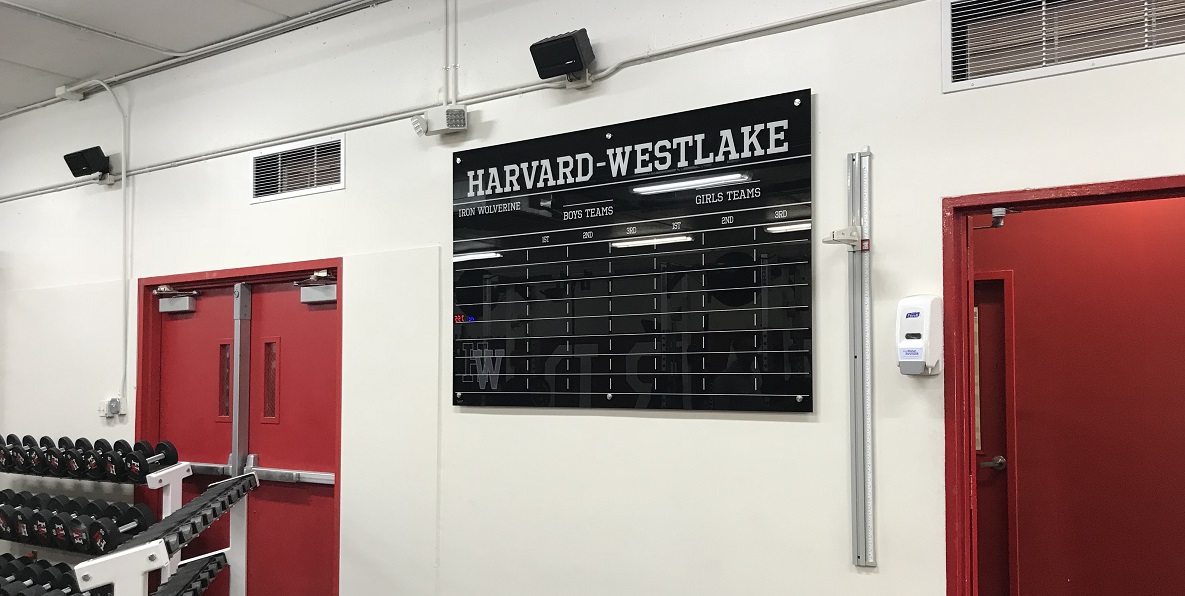 HARVARD-WESTLAKE
IRON WOLVERINE
BOYS TEAMS
GIRLS TEAMS
1ST 2ND 3RD 1ST 2ND 3RD
HW